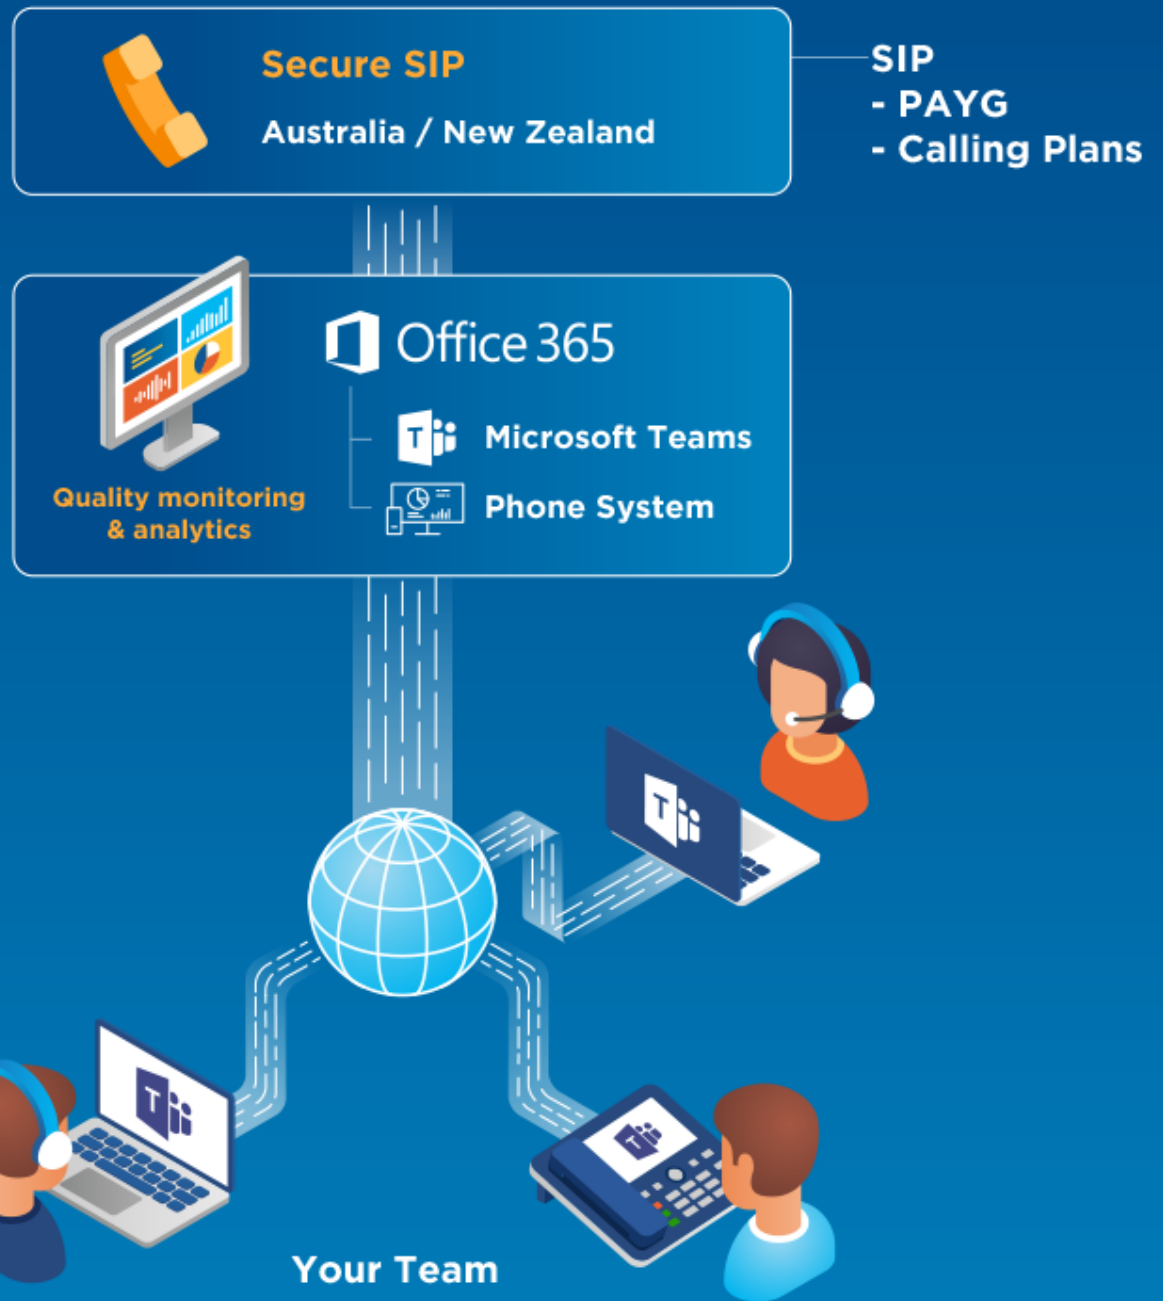 Secure SIP
Australia / New Zealand
SIP
- PAYG
- Calling Plans
Office 365
T
Microsoft Teams
Phone System
Quality monitoring
& analytics
T
T
T
Your Team